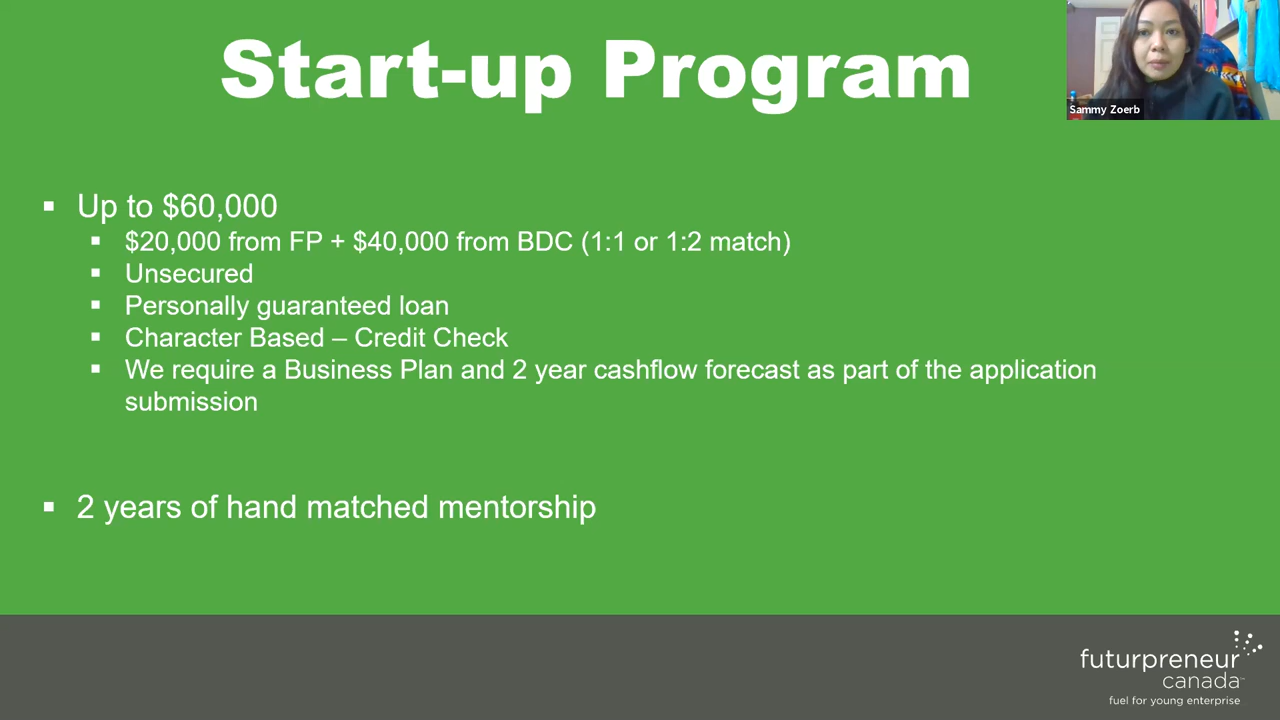 Start-up Program
Sammy Zoerb
▪ Up to $60,000
▪ $20,000 from FP + $40,000 from BDC (1:1 or 1:2 match)
▪ Unsecured
▪ Personally guaranteed loan
▪ Character Based – Credit Check
▪ We require a Business Plan and 2 year cashflow forecast as part of the application
submission
▪ 2 years of hand matched mentorship
futurpreneur
canada™
fuel for young enterprise